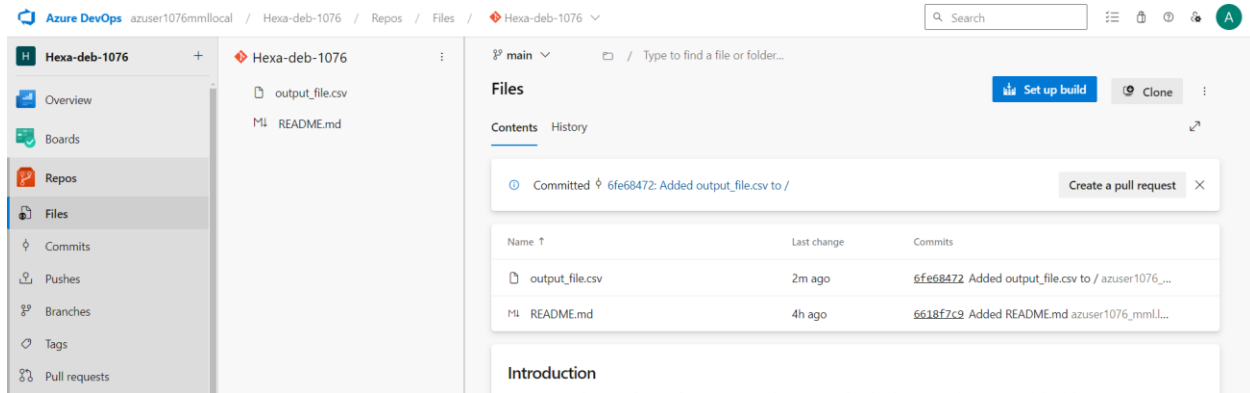 Azure DevOps azuser1076mmllocal / Hexa-deb-1076 / Repos / Files / Hexa-deb-1076
Search
A
H Hexa-deb-1076 +
Overview
Boards
Repos
Files
Commits
Pushes
Branches
Tags
Pull requests
Hexa-deb-1076
output_file.csv
M↓ README.md
main / Type to find a file or folder...
Files
Set up build
Clone
Contents History
Committed 6fe68472: Added output_file.csv to /
Create a pull request
Name ↑ Last change Commits
output_file.csv 2m ago 6fe68472 Added output_file.csv to / azuser1076_...
M↓ README.md 4h ago 6618f7c9 Added README.md azuser1076_mml.l...
Introduction